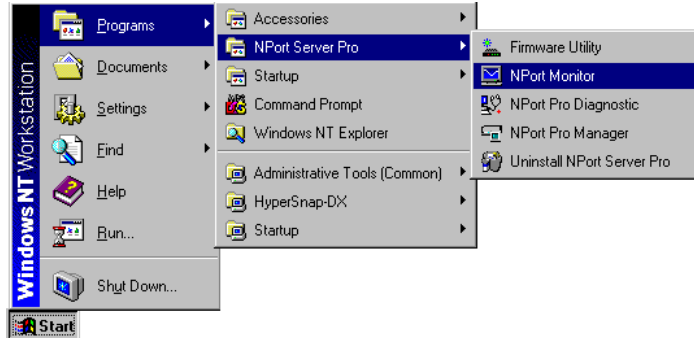 Windows NT Workstation
Programs
Documents
Settings
Find
Help
Run...
Shut Down...
Start
Accessories
NPort Server Pro
Startup
Command Prompt
Windows NT Explorer
Administrative Tools (Common)
HyperSnap-DX
Startup
Firmware Utility
NPort Monitor
NPort Pro Diagnostic
NPort Pro Manager
Uninstall NPort Server Pro